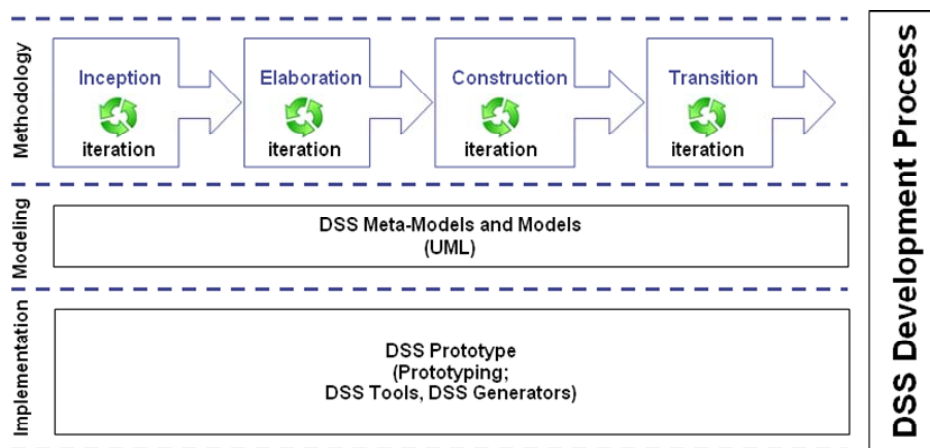 Methodology
Inception
iteration
Elaboration
iteration
Construction
iteration
Transition
iteration
Modeling
DSS Meta-Models and Models
(UML)
Implementation
DSS Prototype
(Prototyping;
DSS Tools, DSS Generators)
DSS Development Process